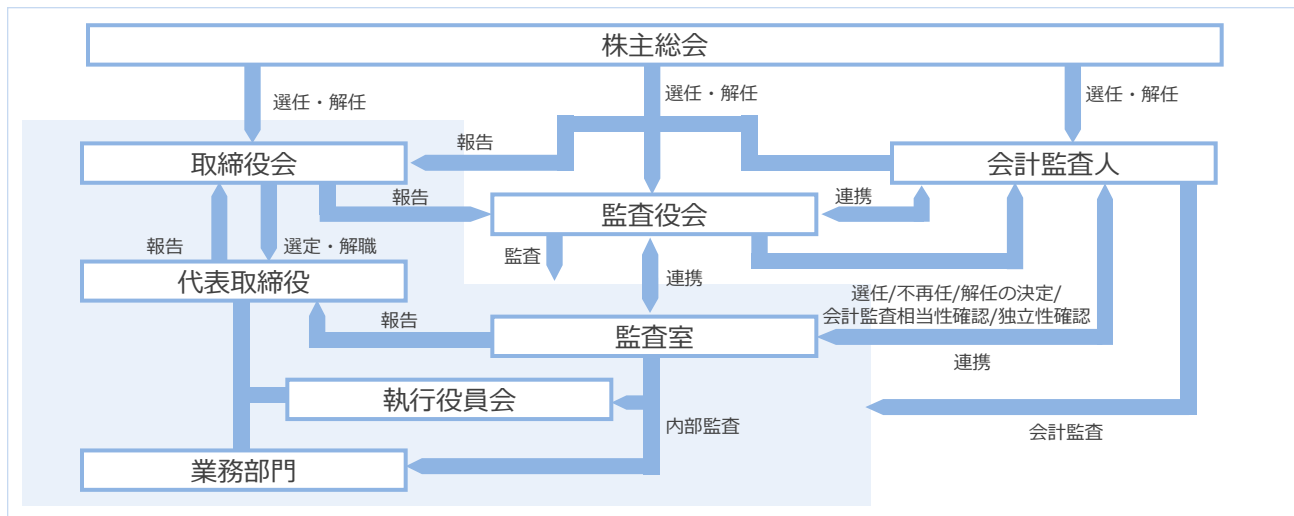 株主総会
選任・解任
選任・解任
選任・解任
報告
取締役会
会計監査人
報告
連携
監査役会
報告
選定・解職
監査
連携
代表取締役
選任/不再任/解任の決定/
会計監査相当性確認/独立性確認
報告
監査室
連携
執行役員会
内部監査
会計監査
業務部門